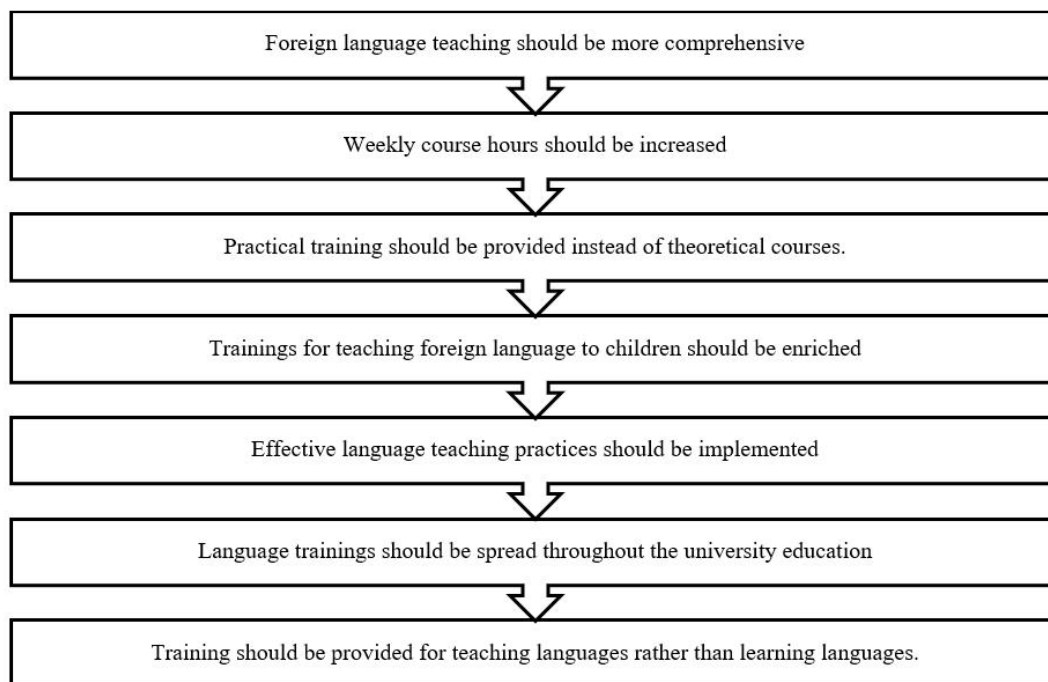 Foreign language teaching should be more comprehensive
Weekly course hours should be increased
Practical training should be provided instead of theoretical courses.
Trainings for teaching foreign language to children should be enriched
Effective language teaching practices should be implemented
Language trainings should be spread throughout the university education
Training should be provided for teaching languages rather than learning languages.